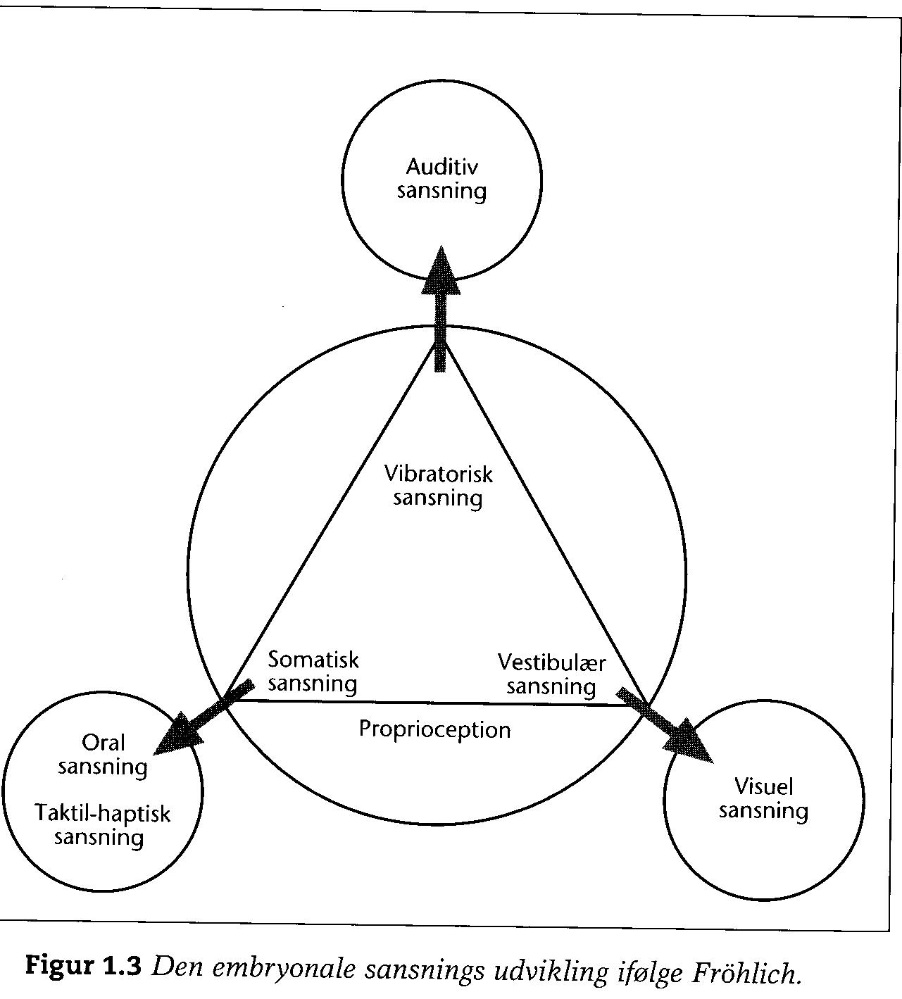 Auditiv
sansning
Vibratorisk
sansning
Somatisk
sansning
Vestibulær
sansning
Proprioception
Oral
sansning
Taktil-haptisk
sansning
Visuel
sansning
Figur 1.3 Den embryonale sansnings udvikling ifølge Fröhlich.